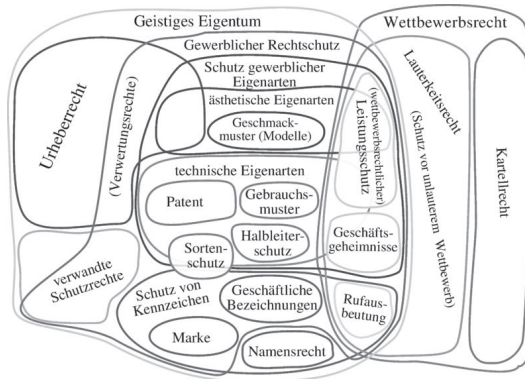 Geistiges Eigentum
Wettbewerbsrecht
Gewerblicher Rechtschutz
Schutz gewerblicher
Eigenarten
ästhetische Eigenarten
Geschmack-
muster (Modelle)
Urheberrecht
(Verwertungsrechte)
technische Eigenarten
Patent
Gebrauchs-
muster
Halbleiter-
schutz
Sorten-
schutz
(wettbewerbsrechtlicher)
Leistungsschutz
Geschäfts-
geheimnisse
Lauterkeitsrecht
(Schutz vor unlauterem Wettbewerb)
Kartellrecht
verwandte
Schutzrechte
Schutz von
Kennzeichen
Geschäftliche
Bezeichnungen
Marke
Namensrecht
Rufaus-
beutung